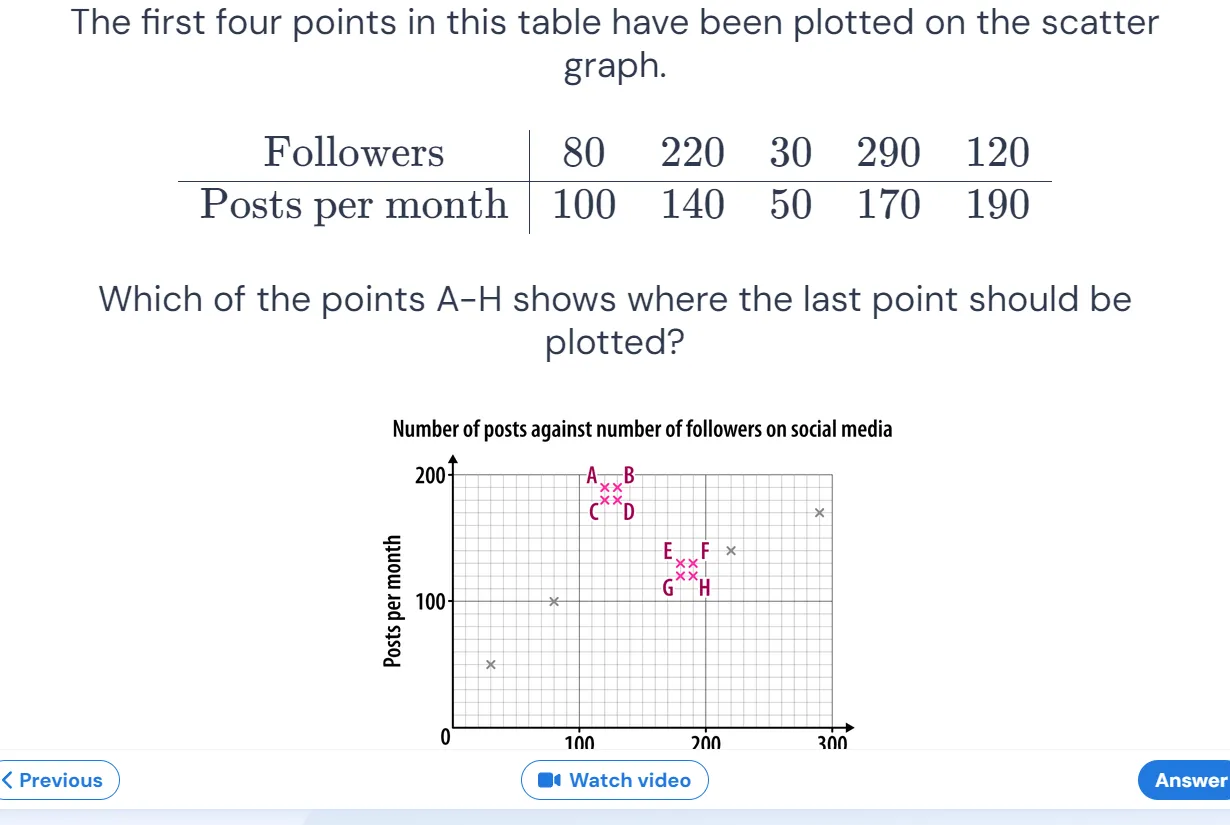 The first four points in this table have been plotted on the scatter
graph.
Followers 80 220 30 290 120
Posts per month 100 140 50 170 190
Which of the points A-H shows where the last point should be
plotted?
Number of posts against number of followers on social media
200
A B
C D
E F
G H
Posts per month
100
0 100 200 300
Previous
Watch video
Answer